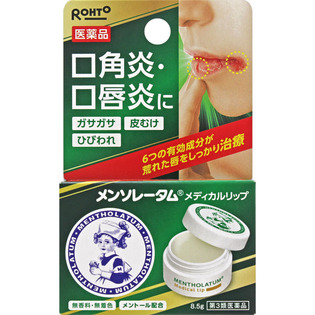 ROHTO
医薬品
口角炎・
口唇炎に
ガサガサ 皮むけ
ひびわれ
6つの有効成分が
荒れた唇をしっかり治療
メンソレータム® メディカルリップ
MENTHOLATUM MENTHOLATUM
MENTHOLATUM
medical lip
無香料・無着色 メントール配合
8.5g 第3類医薬品